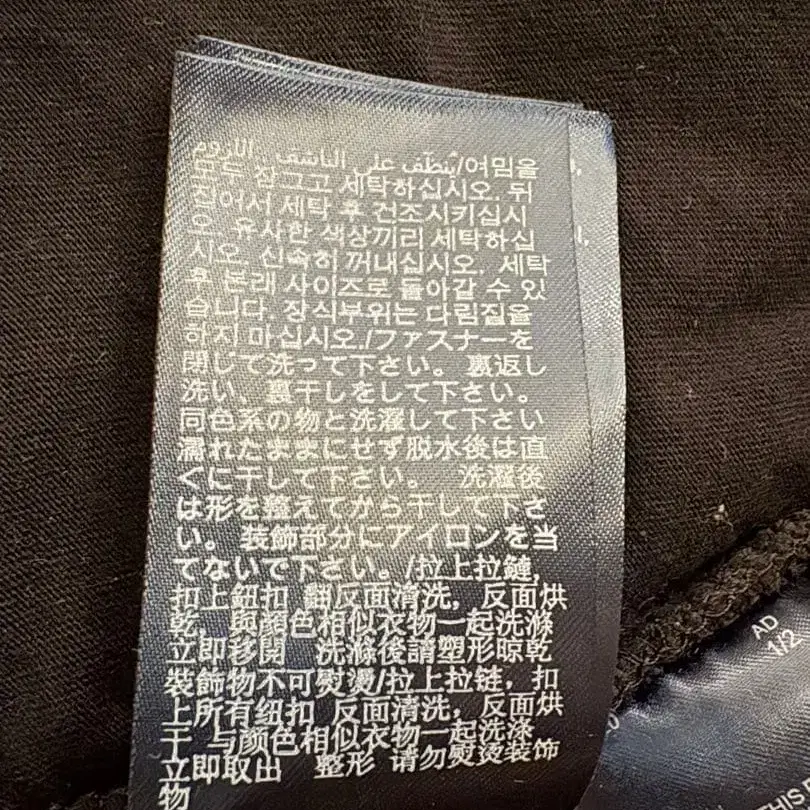 يُنظّف على الناشف . اللزوم/여밈을
모두 잠그고 세탁하십시오. 뒤
집어서 세탁 후 건조시키십시
오. 유사한 색상끼리 세탁하십
시오. 신속히 꺼내십시오. 세탁
후 본래 사이즈로 돌아갈 수 있
습니다. 장식부위는 다림질을
하지 마십시오./ファスナーを
閉じて洗って下さい。裏返し
洗い、裏干しをして下さい。
同色系の物と洗濯して下さい
濡れたままにせず脱水後は直
ぐに干して下さい。 洗濯後
は形を整えてから干して下さ
い。装飾部分にアイロンを当
てないで下さい。/拉上拉鏈,
扣上鈕扣 翻反面清洗, 反面烘
乾 與顏色相似衣物一起洗滌
立即移開 洗滌後請塑形晾乾
裝飾物不可熨燙/拉上拉链, 扣
上所有纽扣 反面清洗, 反面烘
干 与颜色相似衣物一起洗涤
立即取出 整形 请勿熨烫装饰
物
AD
1/2
THIS